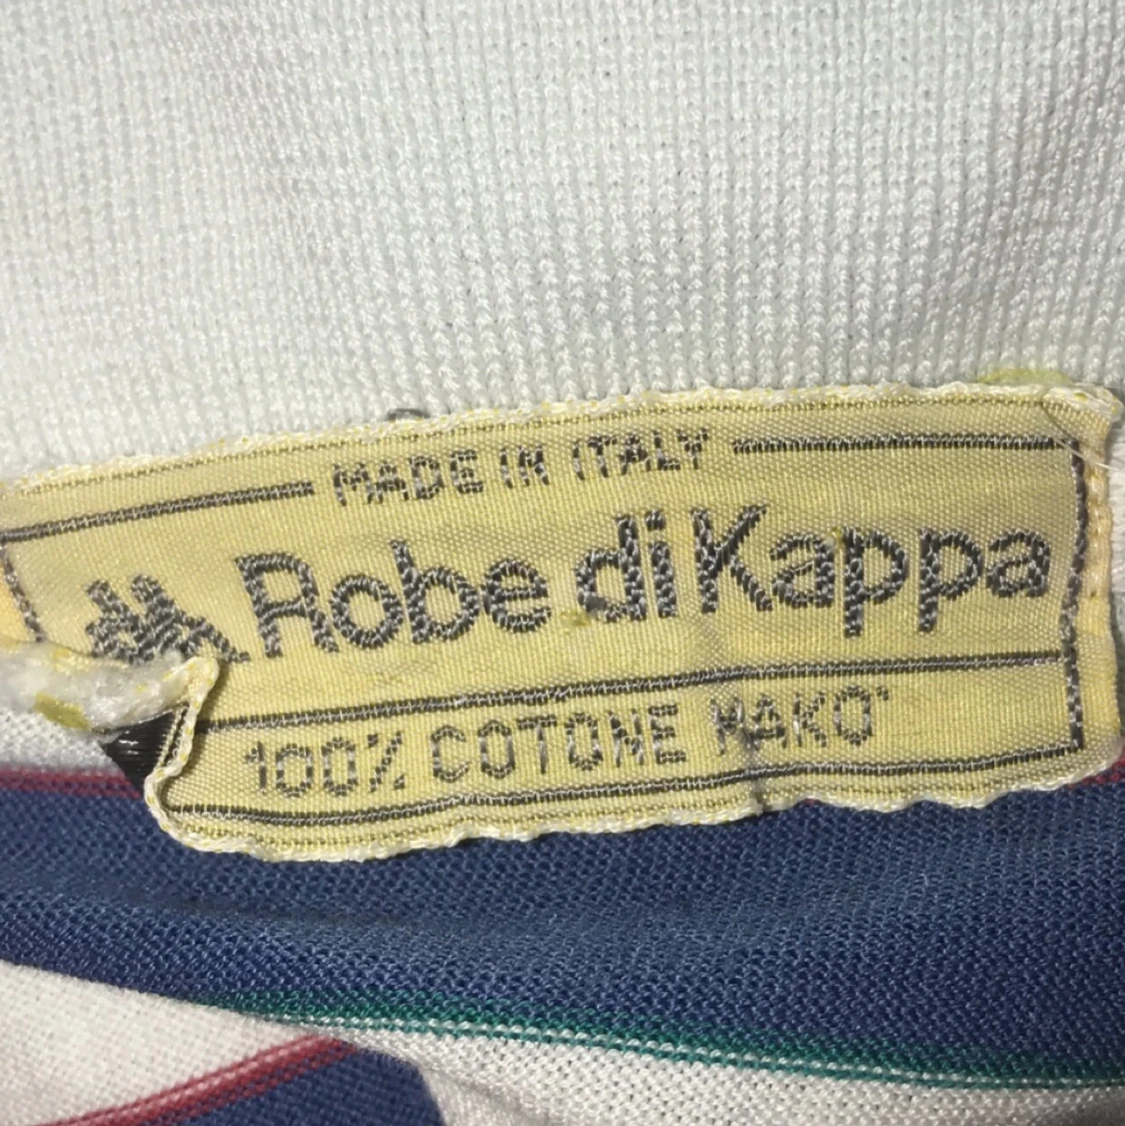 MADE IN ITALY
Robe di Kappa
100% COTONE MAKO'